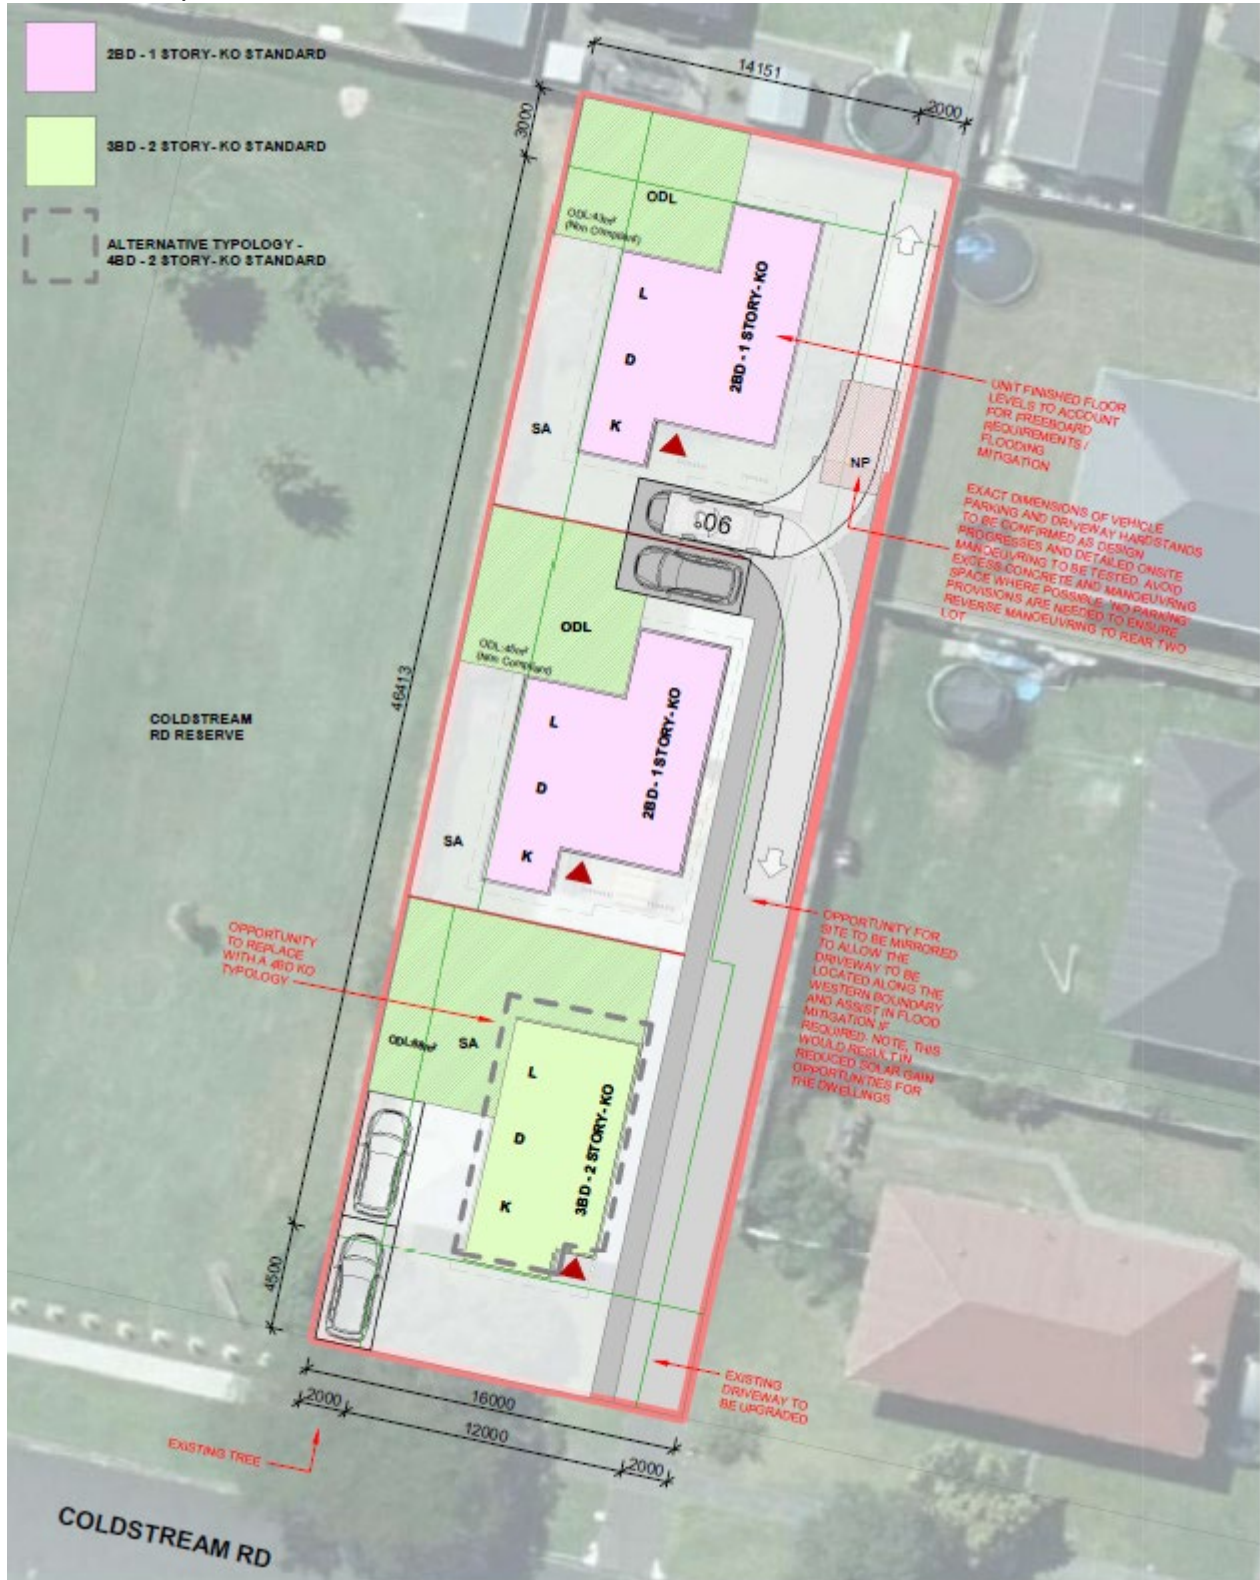 2BD - 1 STORY- KO STANDARD
3BD - 2 STORY- KO STANDARD
ALTERNATIVE TYPOLOGY -
4BD - 2 STORY- KO STANDARD
14151
2000
3000
ODL
ODL:43m²
(Non Compliant)
L
D
K
2BD - 1 STORY- KO
SA
UNIT FINISHED FLOOR
LEVELS TO ACCOUNT
FOR FREEBOARD
REQUIREMENTS /
FLOODING
MITIGATION
NP
EXACT DIMENSIONS OF VEHICLE
PARKING AND DRIVEWAY HARDSTANDS
TO BE CONFIRMED AS DESIGN
PROGRESSES AND DETAILED ONSITE
MANOEUVRING TO BE TESTED. AVOID
EXCESS CONCRETE AND MANOEUVRING
SPACE WHERE POSSIBLE. 'NO PARKING'
PROVISIONS ARE NEEDED TO ENSURE
REVERSE MANOEUVRING TO REAR TWO
LOT
ODL
ODL:45m²
(Non Compliant)
46413
COLDSTREAM
RD RESERVE
L
D
K
2BD - 1 STORY- KO
SA
OPPORTUNITY
TO REPLACE
WITH A 4BD KO
TYPOLOGY
OPPORTUNITY FOR
SITE TO BE MIRRORED
TO ALLOW THE
DRIVEWAY TO BE
LOCATED ALONG THE
WESTERN BOUNDARY
AND ASSIST IN FLOOD
MITIGATION IF
REQUIRED. NOTE, THIS
WOULD RESULT IN
REDUCED SOLAR GAIN
OPPORTUNITIES FOR
THE DWELLINGS
SA
L
D
K
3BD - 2 STORY- KO
4500
16000
2000
12000
2000
EXISTING
DRIVEWAY TO
BE UPGRADED
EXISTING TREE
COLDSTREAM RD